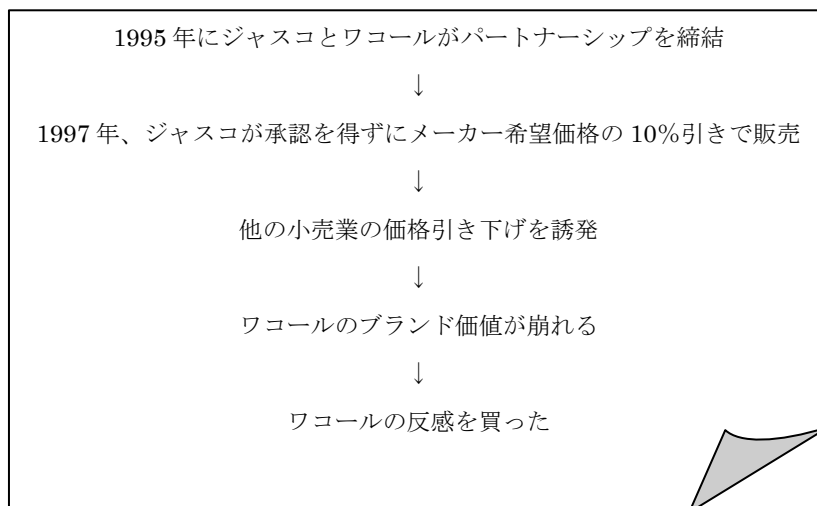 1995 年にジャスコとワコールがパートナーシップを締結
↓
1997 年、ジャスコが承認を得ずにメーカー希望価格の 10%引きで販売
↓
他の小売業の価格引き下げを誘発
↓
ワコールのブランド価値が崩れる
↓
ワコールの反感を買った